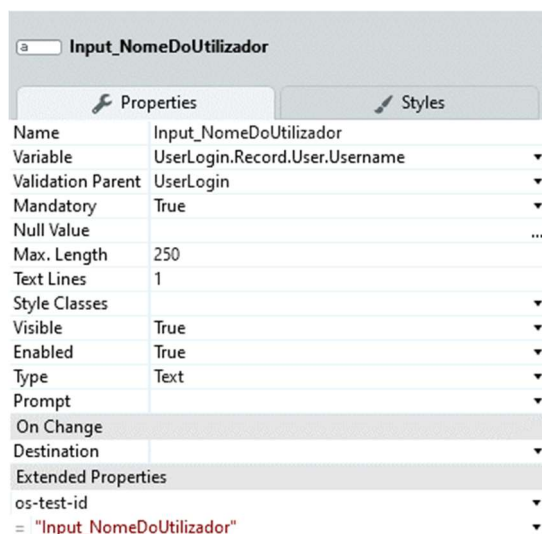 a Input_NomeDoUtilizador
Properties Styles
Name Input_NomeDoUtilizador
Variable UserLogin.Record.User.Username
Validation Parent UserLogin
Mandatory True
Null Value ...
Max. Length 250
Text Lines 1
Style Classes
Visible True
Enabled True
Type Text
Prompt
On Change
Destination
Extended Properties
os-test-id
= "Input_NomeDoUtilizador"